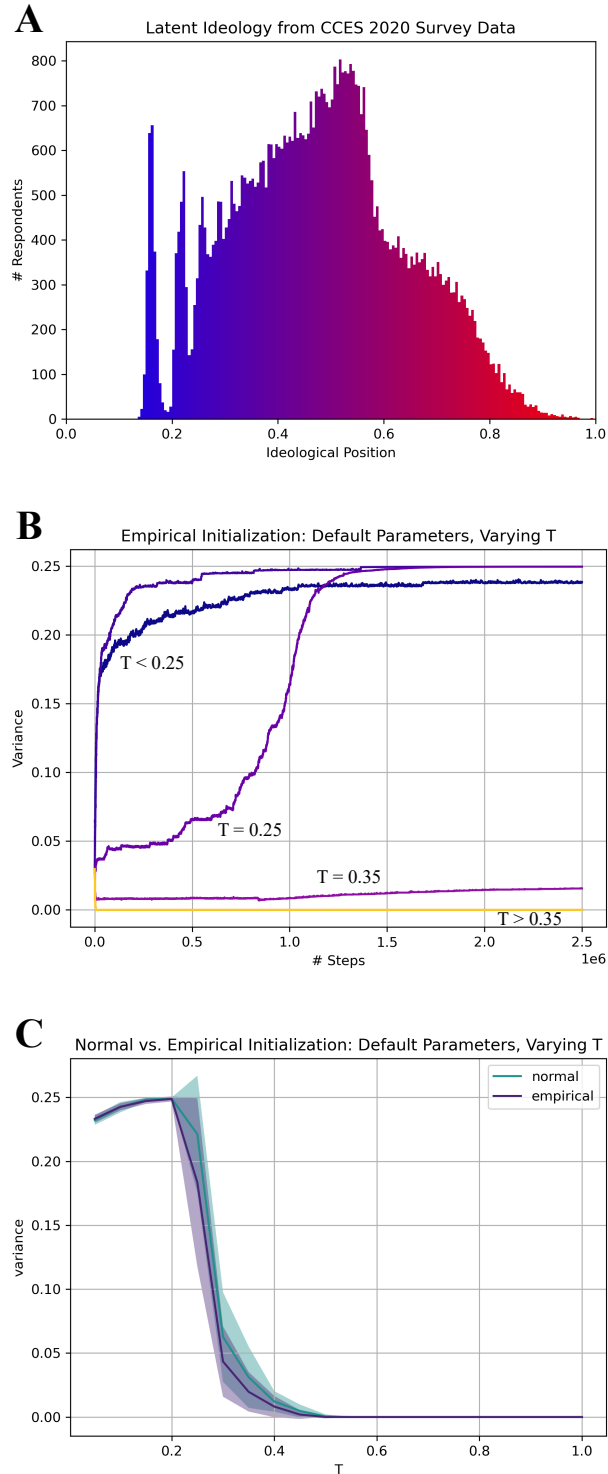 A
Latent Ideology from CCES 2020 Survey Data
800
700
600
500
400
300
200
100
0
# Respondents
0.0 0.2 0.4 0.6 0.8 1.0
Ideological Position
B
Empirical Initialization: Default Parameters, Varying T
0.25
0.20
0.15
0.10
0.05
0.00
Variance
T < 0.25
T = 0.25
T = 0.35
T > 0.35
0.0 0.5 1.0 1.5 2.0 2.5
1e6
# Steps
C
Normal vs. Empirical Initialization: Default Parameters, Varying T
normal
empirical
0.25
0.20
0.15
0.10
0.05
0.00
variance
0.2 0.4 0.6 0.8 1.0
T